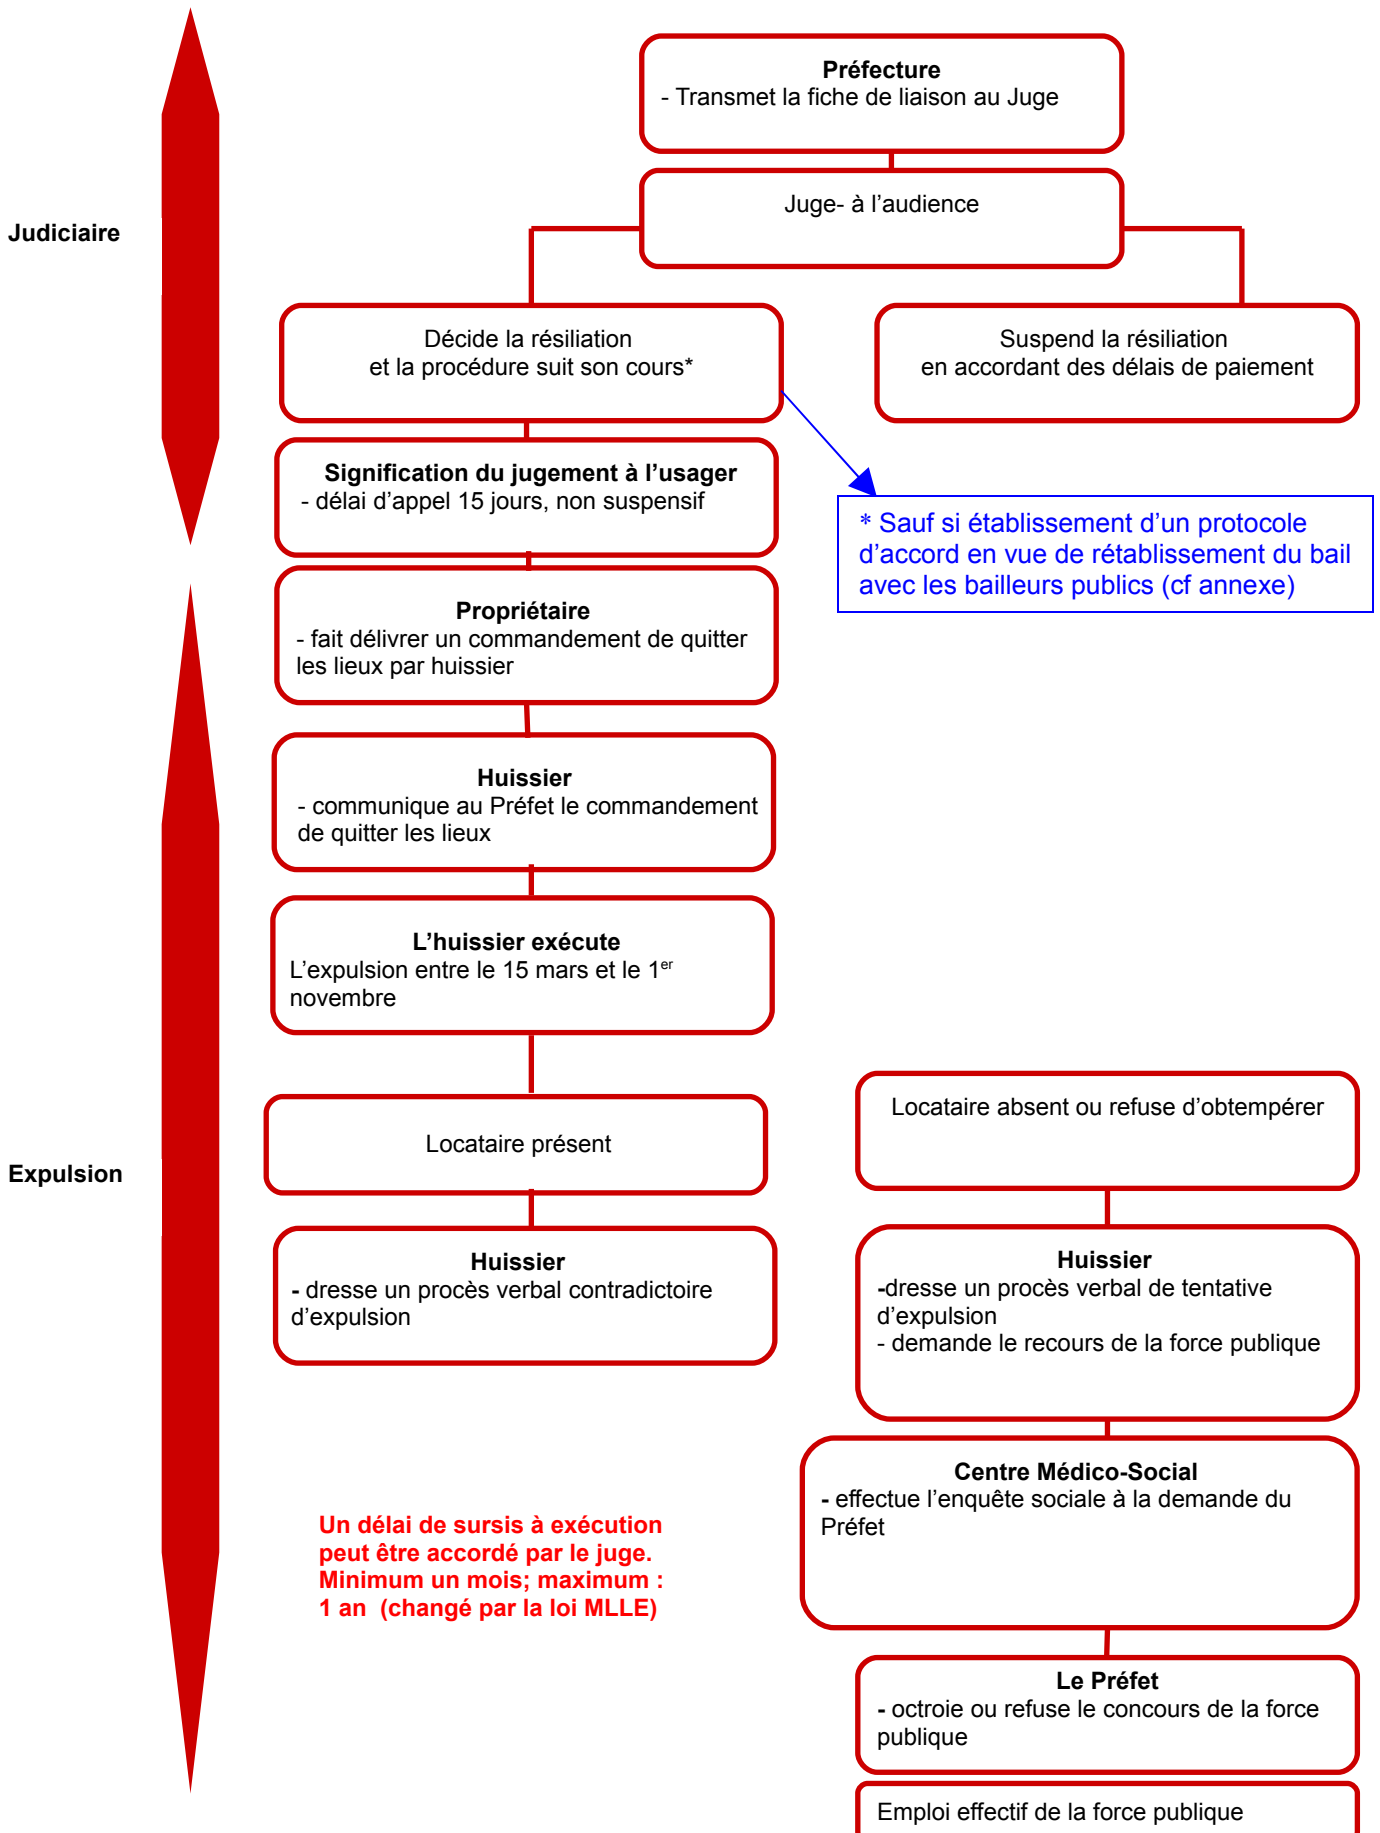 Préfecture
- Transmet la fiche de liaison au Juge
Juge- à l'audience
Judiciaire
Décide la résiliation
et la procédure suit son cours*
Suspend la résiliation
en accordant des délais de paiement
Signification du jugement à l'usager
- délai d'appel 15 jours, non suspensif
* Sauf si établissement d'un protocole
d'accord en vue de rétablissement du bail
avec les bailleurs publics (cf annexe)
Propriétaire
- fait délivrer un commandement de quitter
les lieux par huissier
Huissier
- communique au Préfet le commandement
de quitter les lieux
L'huissier exécute
L'expulsion entre le 15 mars et le 1er
novembre
Locataire présent
Locataire absent ou refuse d'obtempérer
Expulsion
Huissier
- dresse un procès verbal contradictoire
d'expulsion
Huissier
-dresse un procès verbal de tentative
d'expulsion
- demande le recours de la force publique
Centre Médico-Social
- effectue l'enquête sociale à la demande du
Préfet
Un délai de sursis à exécution
peut être accordé par le juge.
Minimum un mois; maximum :
1 an  (changé par la loi MLLE)
Le Préfet
- octroie ou refuse le concours de la force
publique
Emploi effectif de la force publique